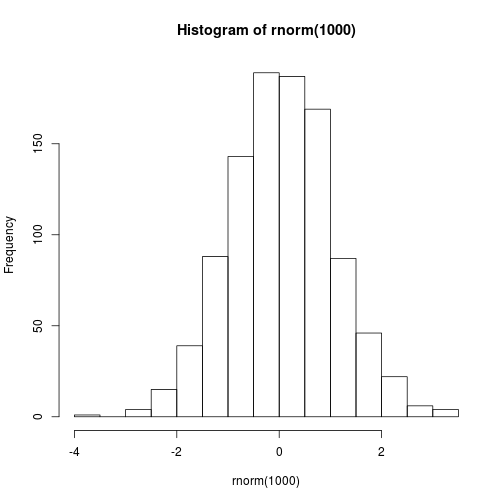 Histogram of rnorm(1000)
Frequency
150
100
50
0
-4 -2 0 2
rnorm(1000)